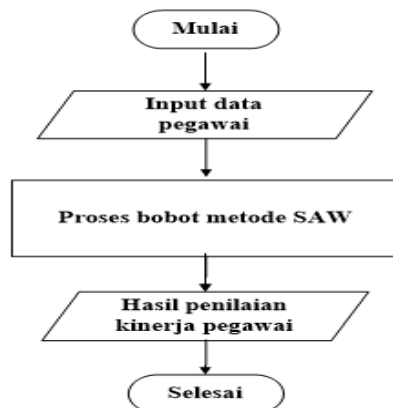 Mulai
Input data
pegawai
Proses bobot metode SAW
Hasil penilaian
kinerja pegawai
Selesai